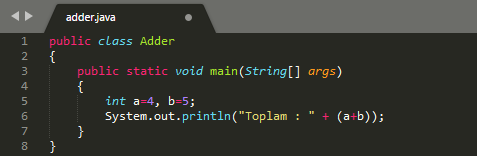 adder.java
1 public class Adder
2 {
3     public static void main(String[] args)
4     {
5         int a=4, b=5;
6         System.out.println("Toplam : " + (a+b));
7     }
8 }